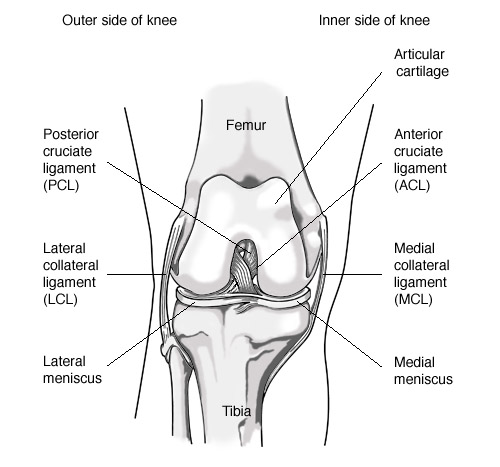 Outer side of knee
Inner side of knee
Articular
cartilage
Femur
Posterior
cruciate
ligament
(PCL)
Anterior
cruciate
ligament
(ACL)
Lateral
collateral
ligament
(LCL)
Medial
collateral
ligament
(MCL)
Lateral
meniscus
Medial
meniscus
Tibia